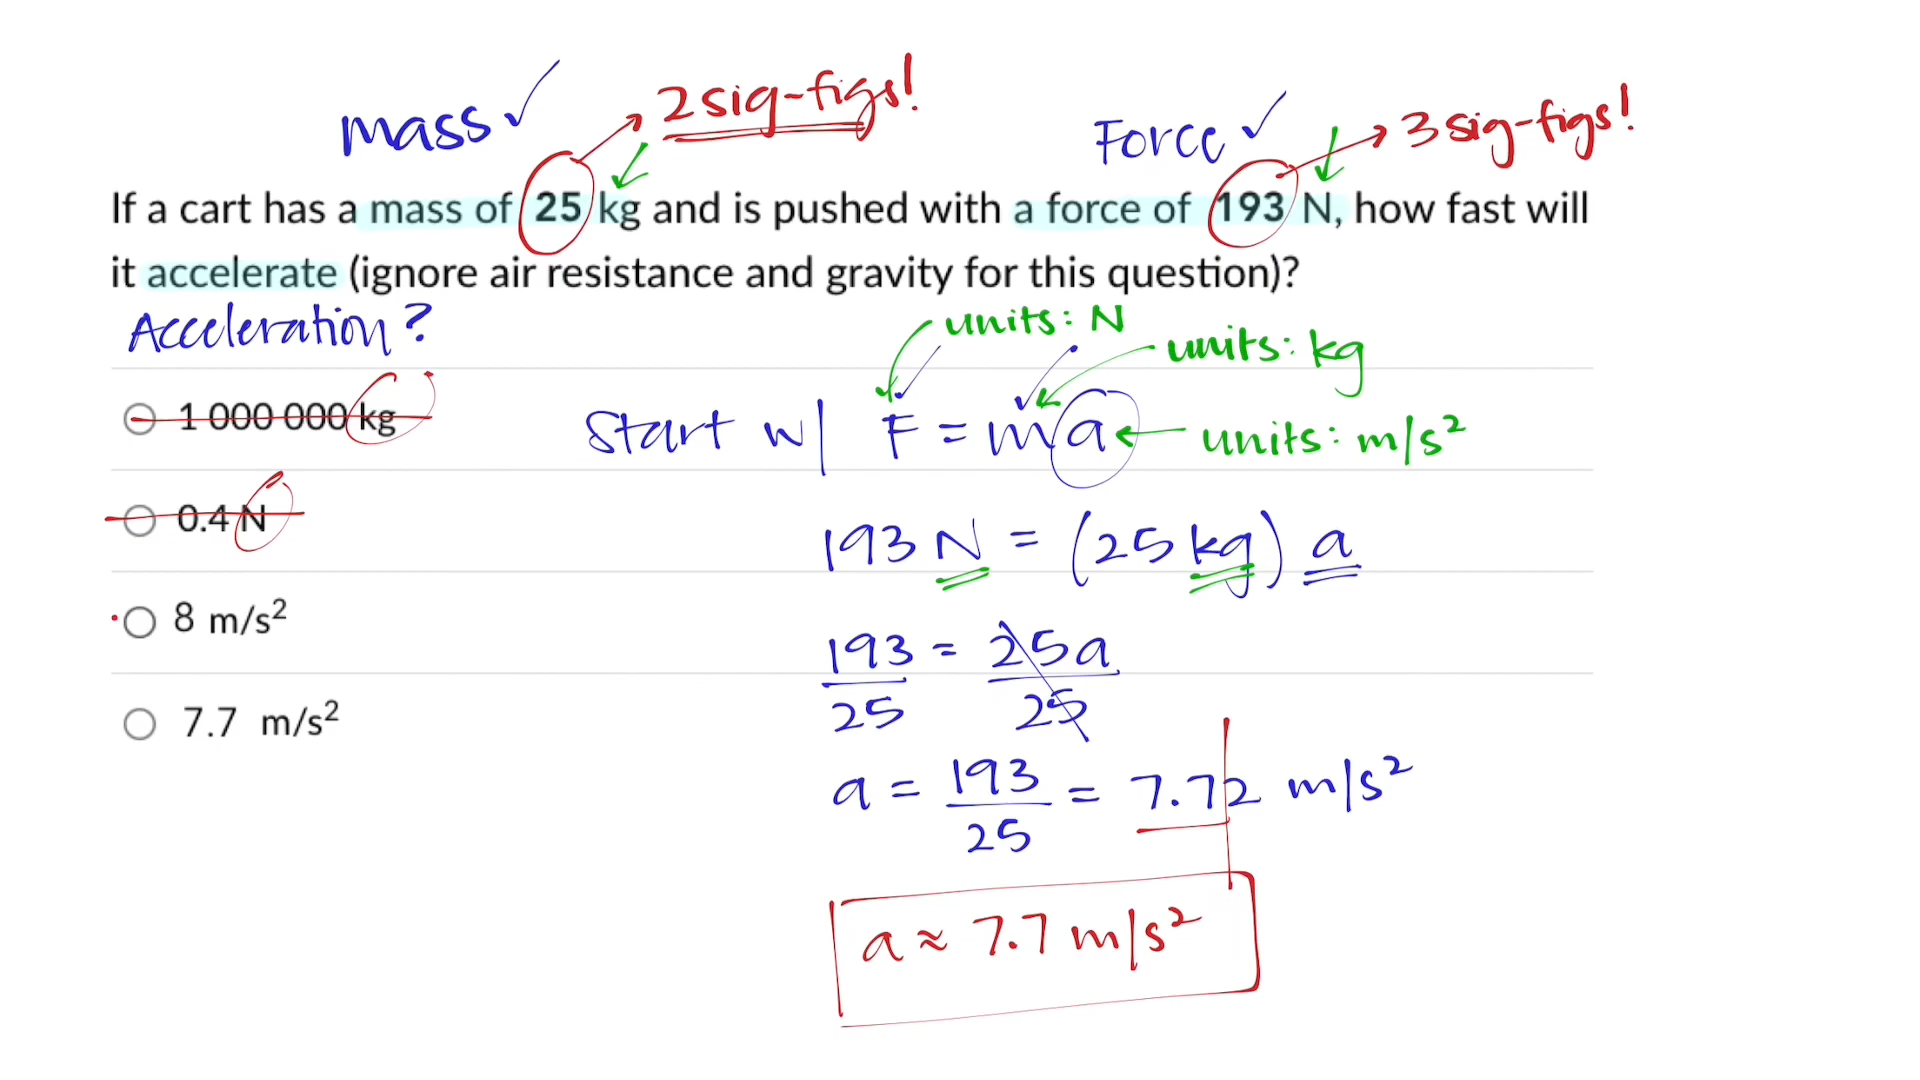 mass ✓ 2 sig-figs! Force ✓ 3 sig-figs!
If a cart has a mass of 25 kg and is pushed with a force of 193 N, how fast will
it accelerate (ignore air resistance and gravity for this question)?
Acceleration?
units: N
units: kg
1 000 000 kg
Start w/ F = ma
units: m/s²
0.4 N
193 N = (25 kg) a
8 m/s²
193/25 = 25a/25
7.7 m/s²
a = 193/25 = 7.72 m/s²
a ≈ 7.7 m/s²